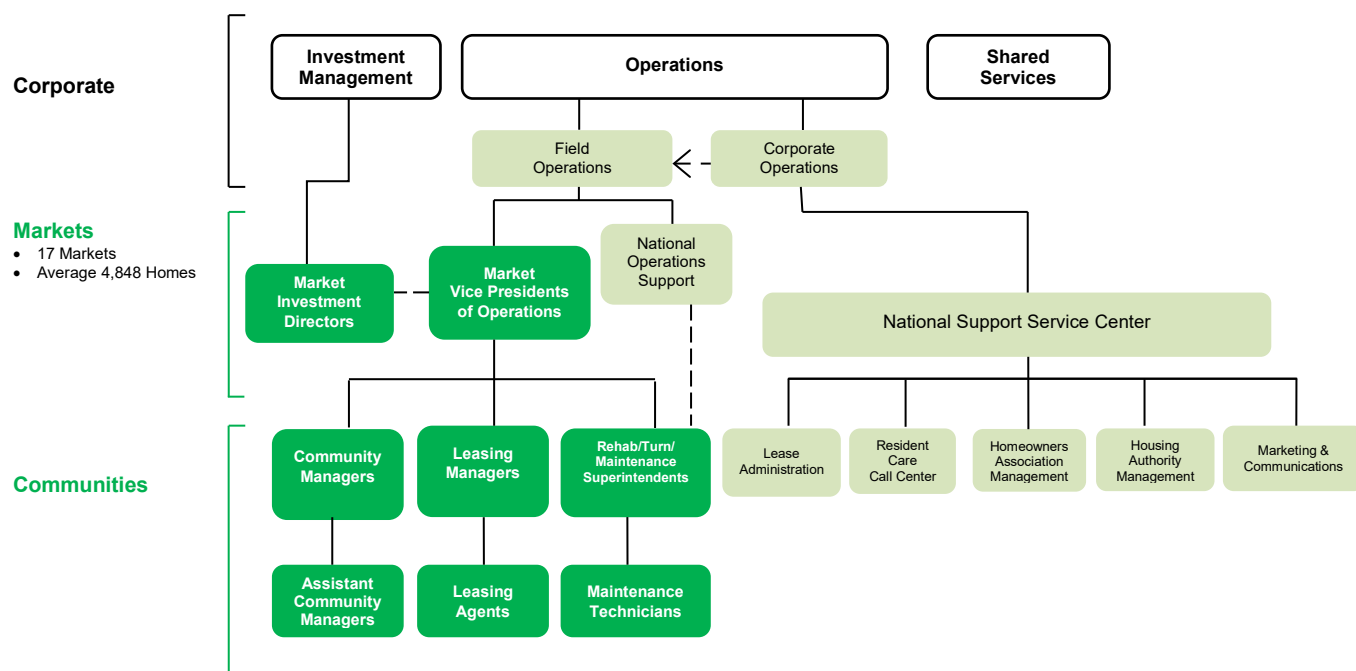 Corporate
Investment
Management
Operations
Shared
Services
Field
Operations
Corporate
Operations
Markets
• 17 Markets
• Average 4,848 Homes
Market
Investment
Directors
Market
Vice Presidents
of Operations
National
Operations
Support
National Support Service Center
Communities
Community
Managers
Leasing
Managers
Rehab/Turn/
Maintenance
Superintendents
Lease
Administration
Resident
Care
Call Center
Homeowners
Association
Management
Housing
Authority
Management
Marketing &
Communications
Assistant
Community
Managers
Leasing
Agents
Maintenance
Technicians